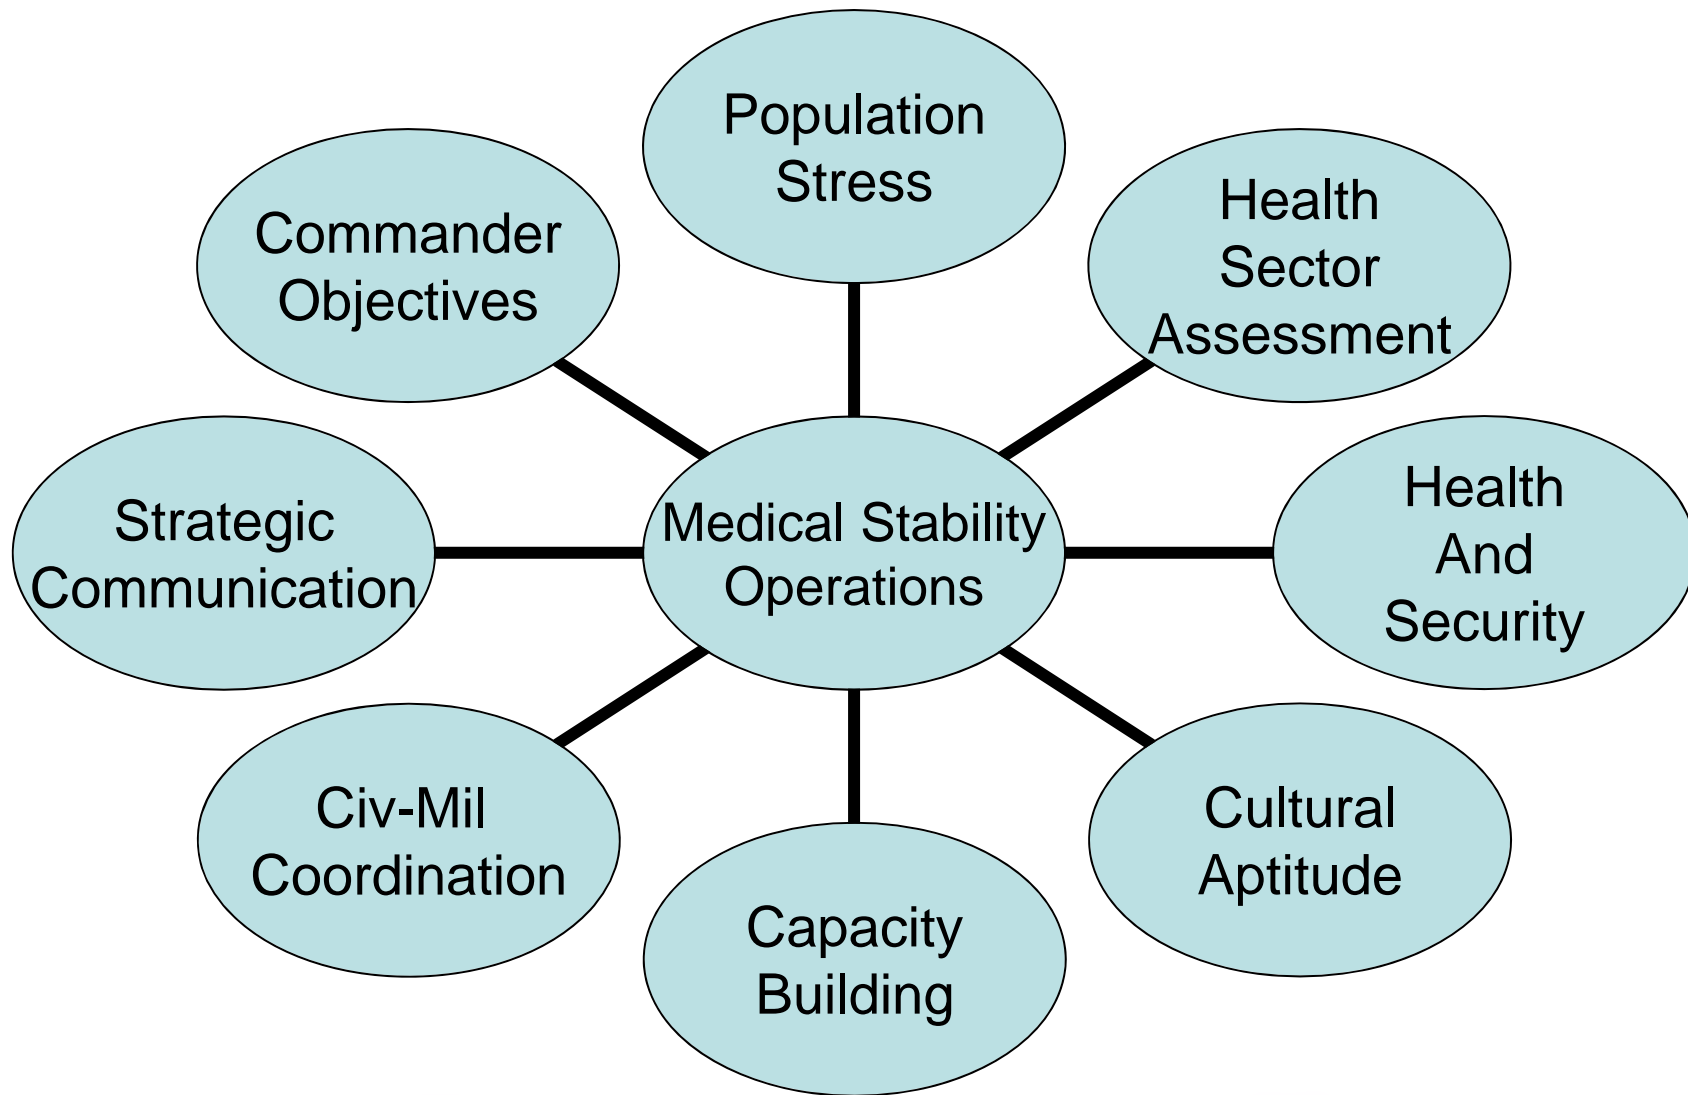 Population
Stress
Commander
Objectives
Health
Sector
Assessment
Strategic
Communication
Medical Stability
Operations
Health
And
Security
Civ-Mil
Coordination
Cultural
Aptitude
Capacity
Building